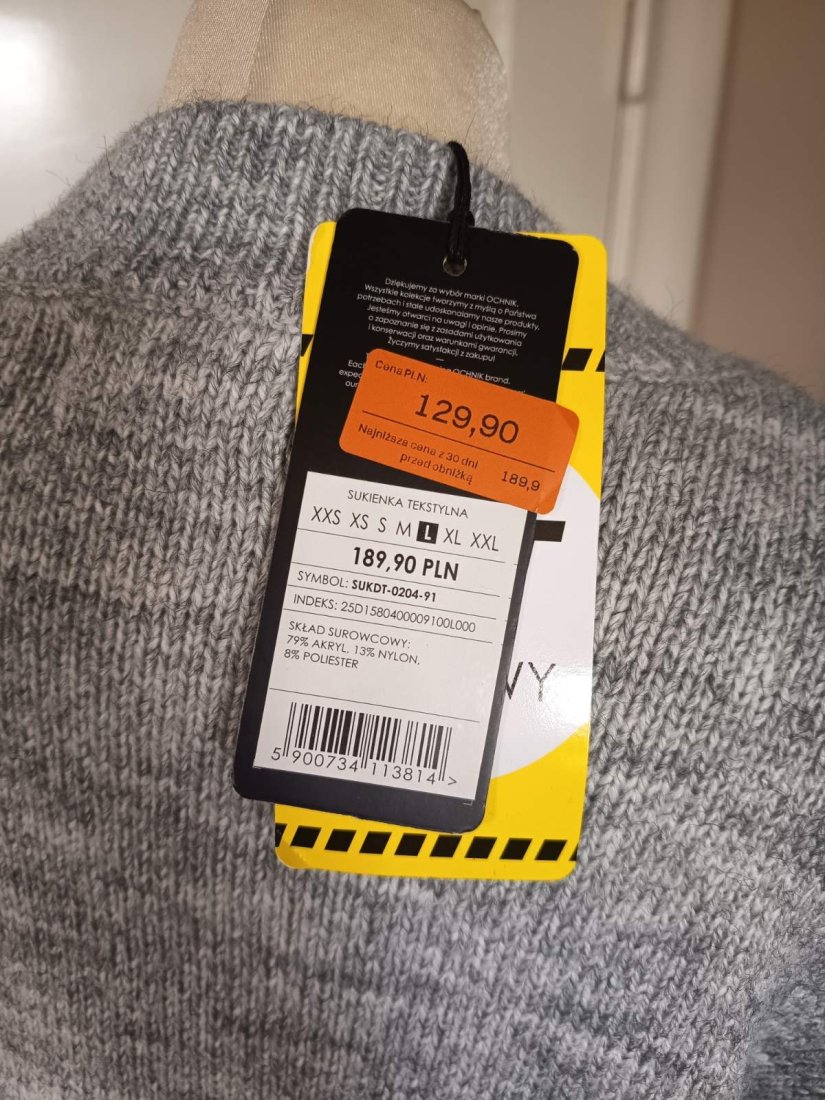 Dziękujemy za wybór marki OCHNIK.
Wszystkie kolekcje tworzymy z myślą o Państwa
potrzebach i stale udoskonalamy nasze produkty.
Jesteśmy otwarci na uwagi i opinie. Prosimy
o zapoznanie się z zasadami użytkowania
i konserwacji oraz warunkami gwarancji.
Życzymy satysfakcji z zakupu!
OCHNIK brand.
Cena PLN:
129,90
Najniższa cena z 30 dni
przed obniżką 189,9
SUKIENKA TEKSTYLNA
XXS XS S M L XL XXL
189,90 PLN
SYMBOL: SUKDT-0204-91
INDEKS: 25D1580400009100L000
SKŁAD SUROWCOWY:
79% AKRYL, 13% NYLON,
8% POLIESTER
5 900734 113814 >